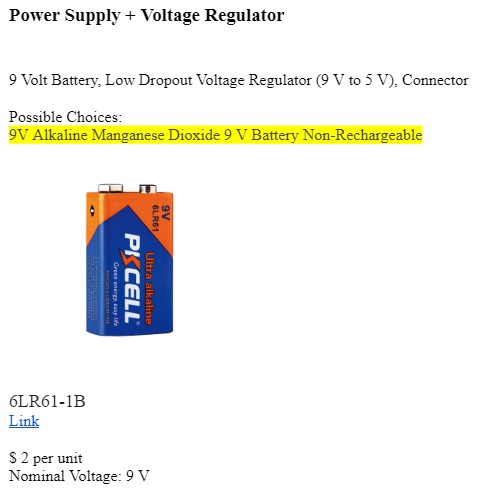 Power Supply + Voltage Regulator
9 Volt Battery, Low Dropout Voltage Regulator (9 V to 5 V), Connector
Possible Choices:
9V Alkaline Manganese Dioxide 9 V Battery Non-Rechargeable
9V
6LR61
Ultra alkaline
PKCELL
Green energy, easy life
6LR61-1B
Link
$ 2 per unit
Nominal Voltage: 9 V